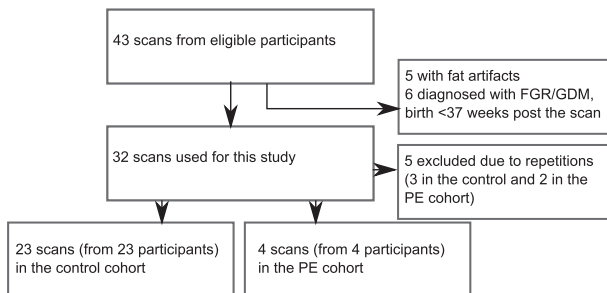 43 scans from eligible participants
5 with fat artifacts
6 diagnosed with FGR/GDM,
birth <37 weeks post the scan
32 scans used for this study
5 excluded due to repetitions
(3 in the control and 2 in the
PE cohort)
23 scans (from 23 participants)
in the control cohort
4 scans (from 4 participants)
in the PE cohort